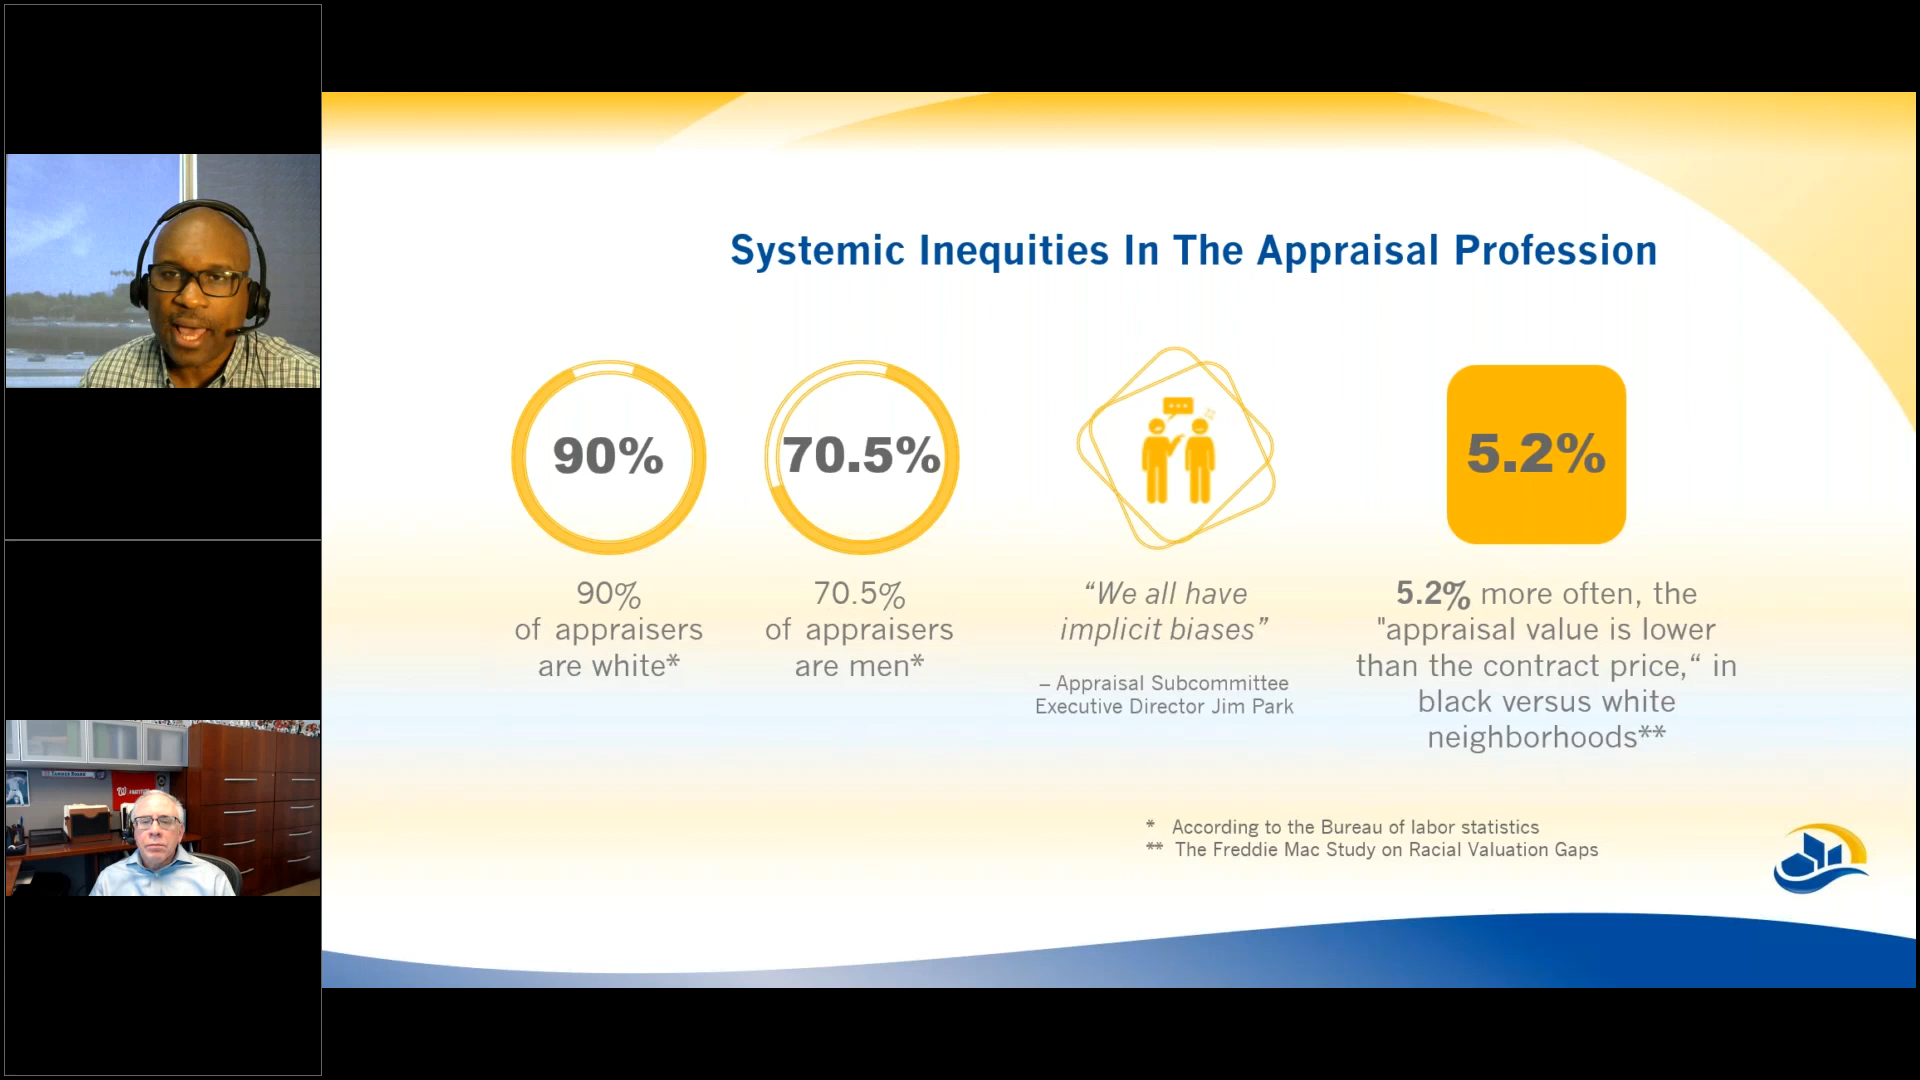 Systemic Inequities In The Appraisal Profession
90%
70.5%
5.2%
90%
of appraisers
are white*
70.5%
of appraisers
are men*
“We all have
implicit biases”
– Appraisal Subcommittee
Executive Director Jim Park
5.2% more often, the
"appraisal value is lower
than the contract price,“ in
black versus white
neighborhoods**
* According to the Bureau of labor statistics
** The Freddie Mac Study on Racial Valuation Gaps